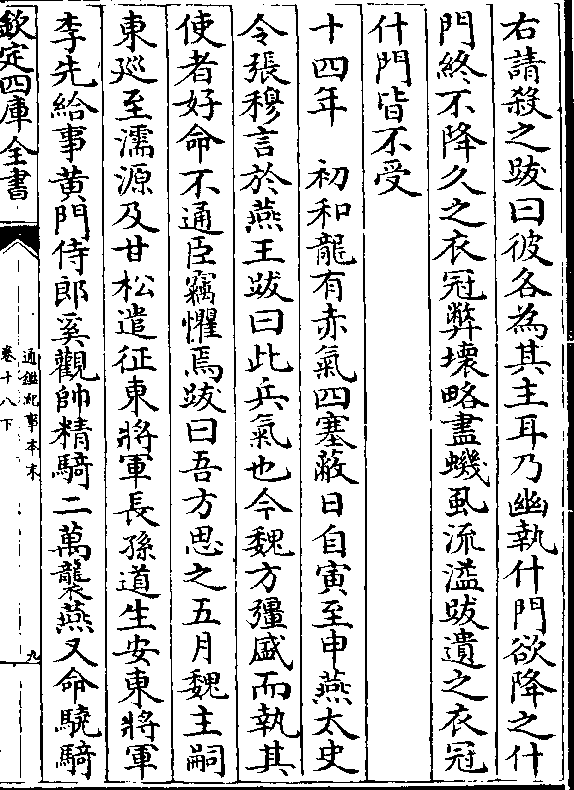 右請殺之跋曰彼各為其主耳乃幽執什門欲降之什
門終不降久之衣冠弊壊略盡蟣虱流溢跋遺之衣冠
什門皆不受
十四年　初和龍有赤氣四塞蔽日自寅至申燕太史
令張穆言於燕王跋曰此兵氣也今魏方彊盛而執其
使者好命不通臣竊懼焉跋曰吾方思之五月魏主嗣
東廵至濡源及甘松遣征東將軍長孫道生安東將軍
李先給事黄門侍郎奚觀帥精騎二萬襲燕又命驍騎
欽定四庫全書
通鑑紀事本末
卷十八下
九